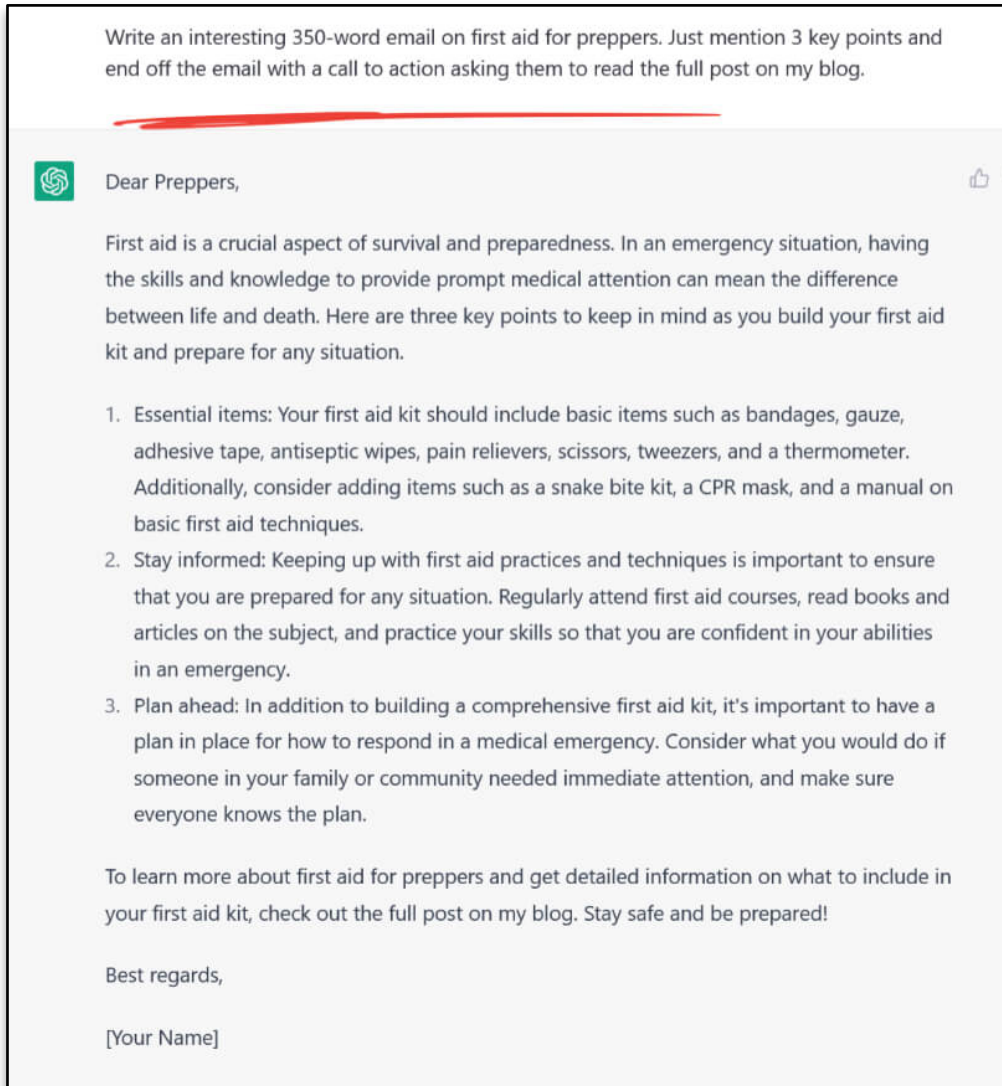 Write an interesting 350-word email on first aid for preppers. Just mention 3 key points and
end off the email with a call to action asking them to read the full post on my blog.
Dear Preppers,
First aid is a crucial aspect of survival and preparedness. In an emergency situation, having
the skills and knowledge to provide prompt medical attention can mean the difference
between life and death. Here are three key points to keep in mind as you build your first aid
kit and prepare for any situation.
1. Essential items: Your first aid kit should include basic items such as bandages, gauze,
adhesive tape, antiseptic wipes, pain relievers, scissors, tweezers, and a thermometer.
Additionally, consider adding items such as a snake bite kit, a CPR mask, and a manual on
basic first aid techniques.
2. Stay informed: Keeping up with first aid practices and techniques is important to ensure
that you are prepared for any situation. Regularly attend first aid courses, read books and
articles on the subject, and practice your skills so that you are confident in your abilities
in an emergency.
3. Plan ahead: In addition to building a comprehensive first aid kit, it's important to have a
plan in place for how to respond in a medical emergency. Consider what you would do if
someone in your family or community needed immediate attention, and make sure
everyone knows the plan.
To learn more about first aid for preppers and get detailed information on what to include in
your first aid kit, check out the full post on my blog. Stay safe and be prepared!
Best regards,
[Your Name]